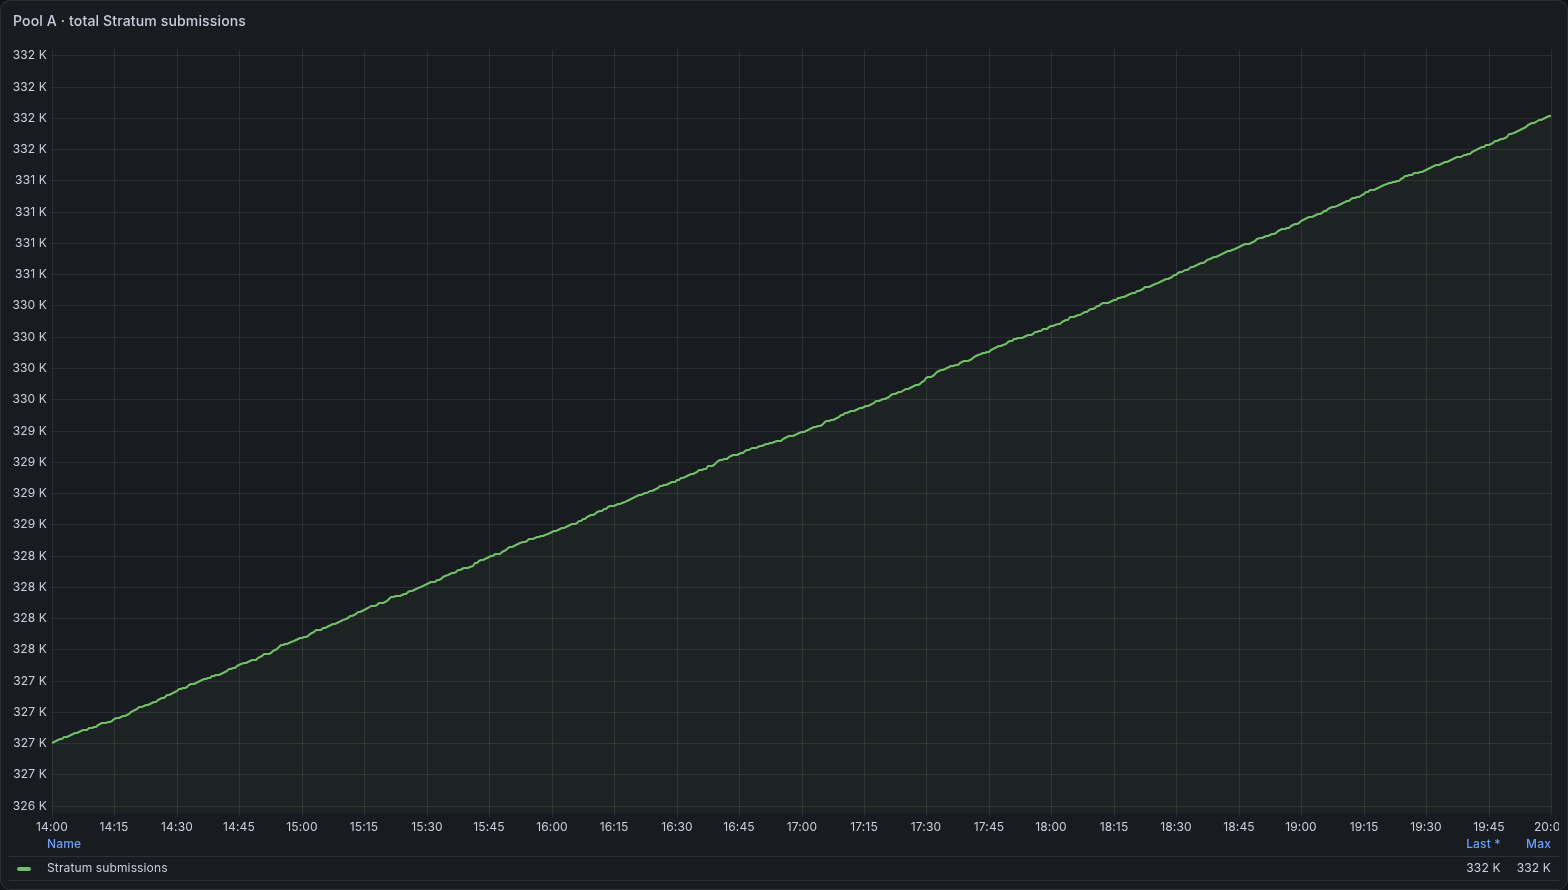 Pool A · total Stratum submissions
332 K
332 K
332 K
332 K
331 K
331 K
331 K
331 K
330 K
330 K
330 K
330 K
329 K
329 K
329 K
329 K
328 K
328 K
328 K
328 K
327 K
327 K
327 K
327 K
326 K
14:00 14:15 14:30 14:45 15:00 15:15 15:30 15:45 16:00 16:15 16:30 16:45 17:00 17:15 17:30 17:45 18:00 18:15 18:30 18:45 19:00 19:15 19:30 19:45 20:0
Name Last * Max
Stratum submissions 332 K 332 K